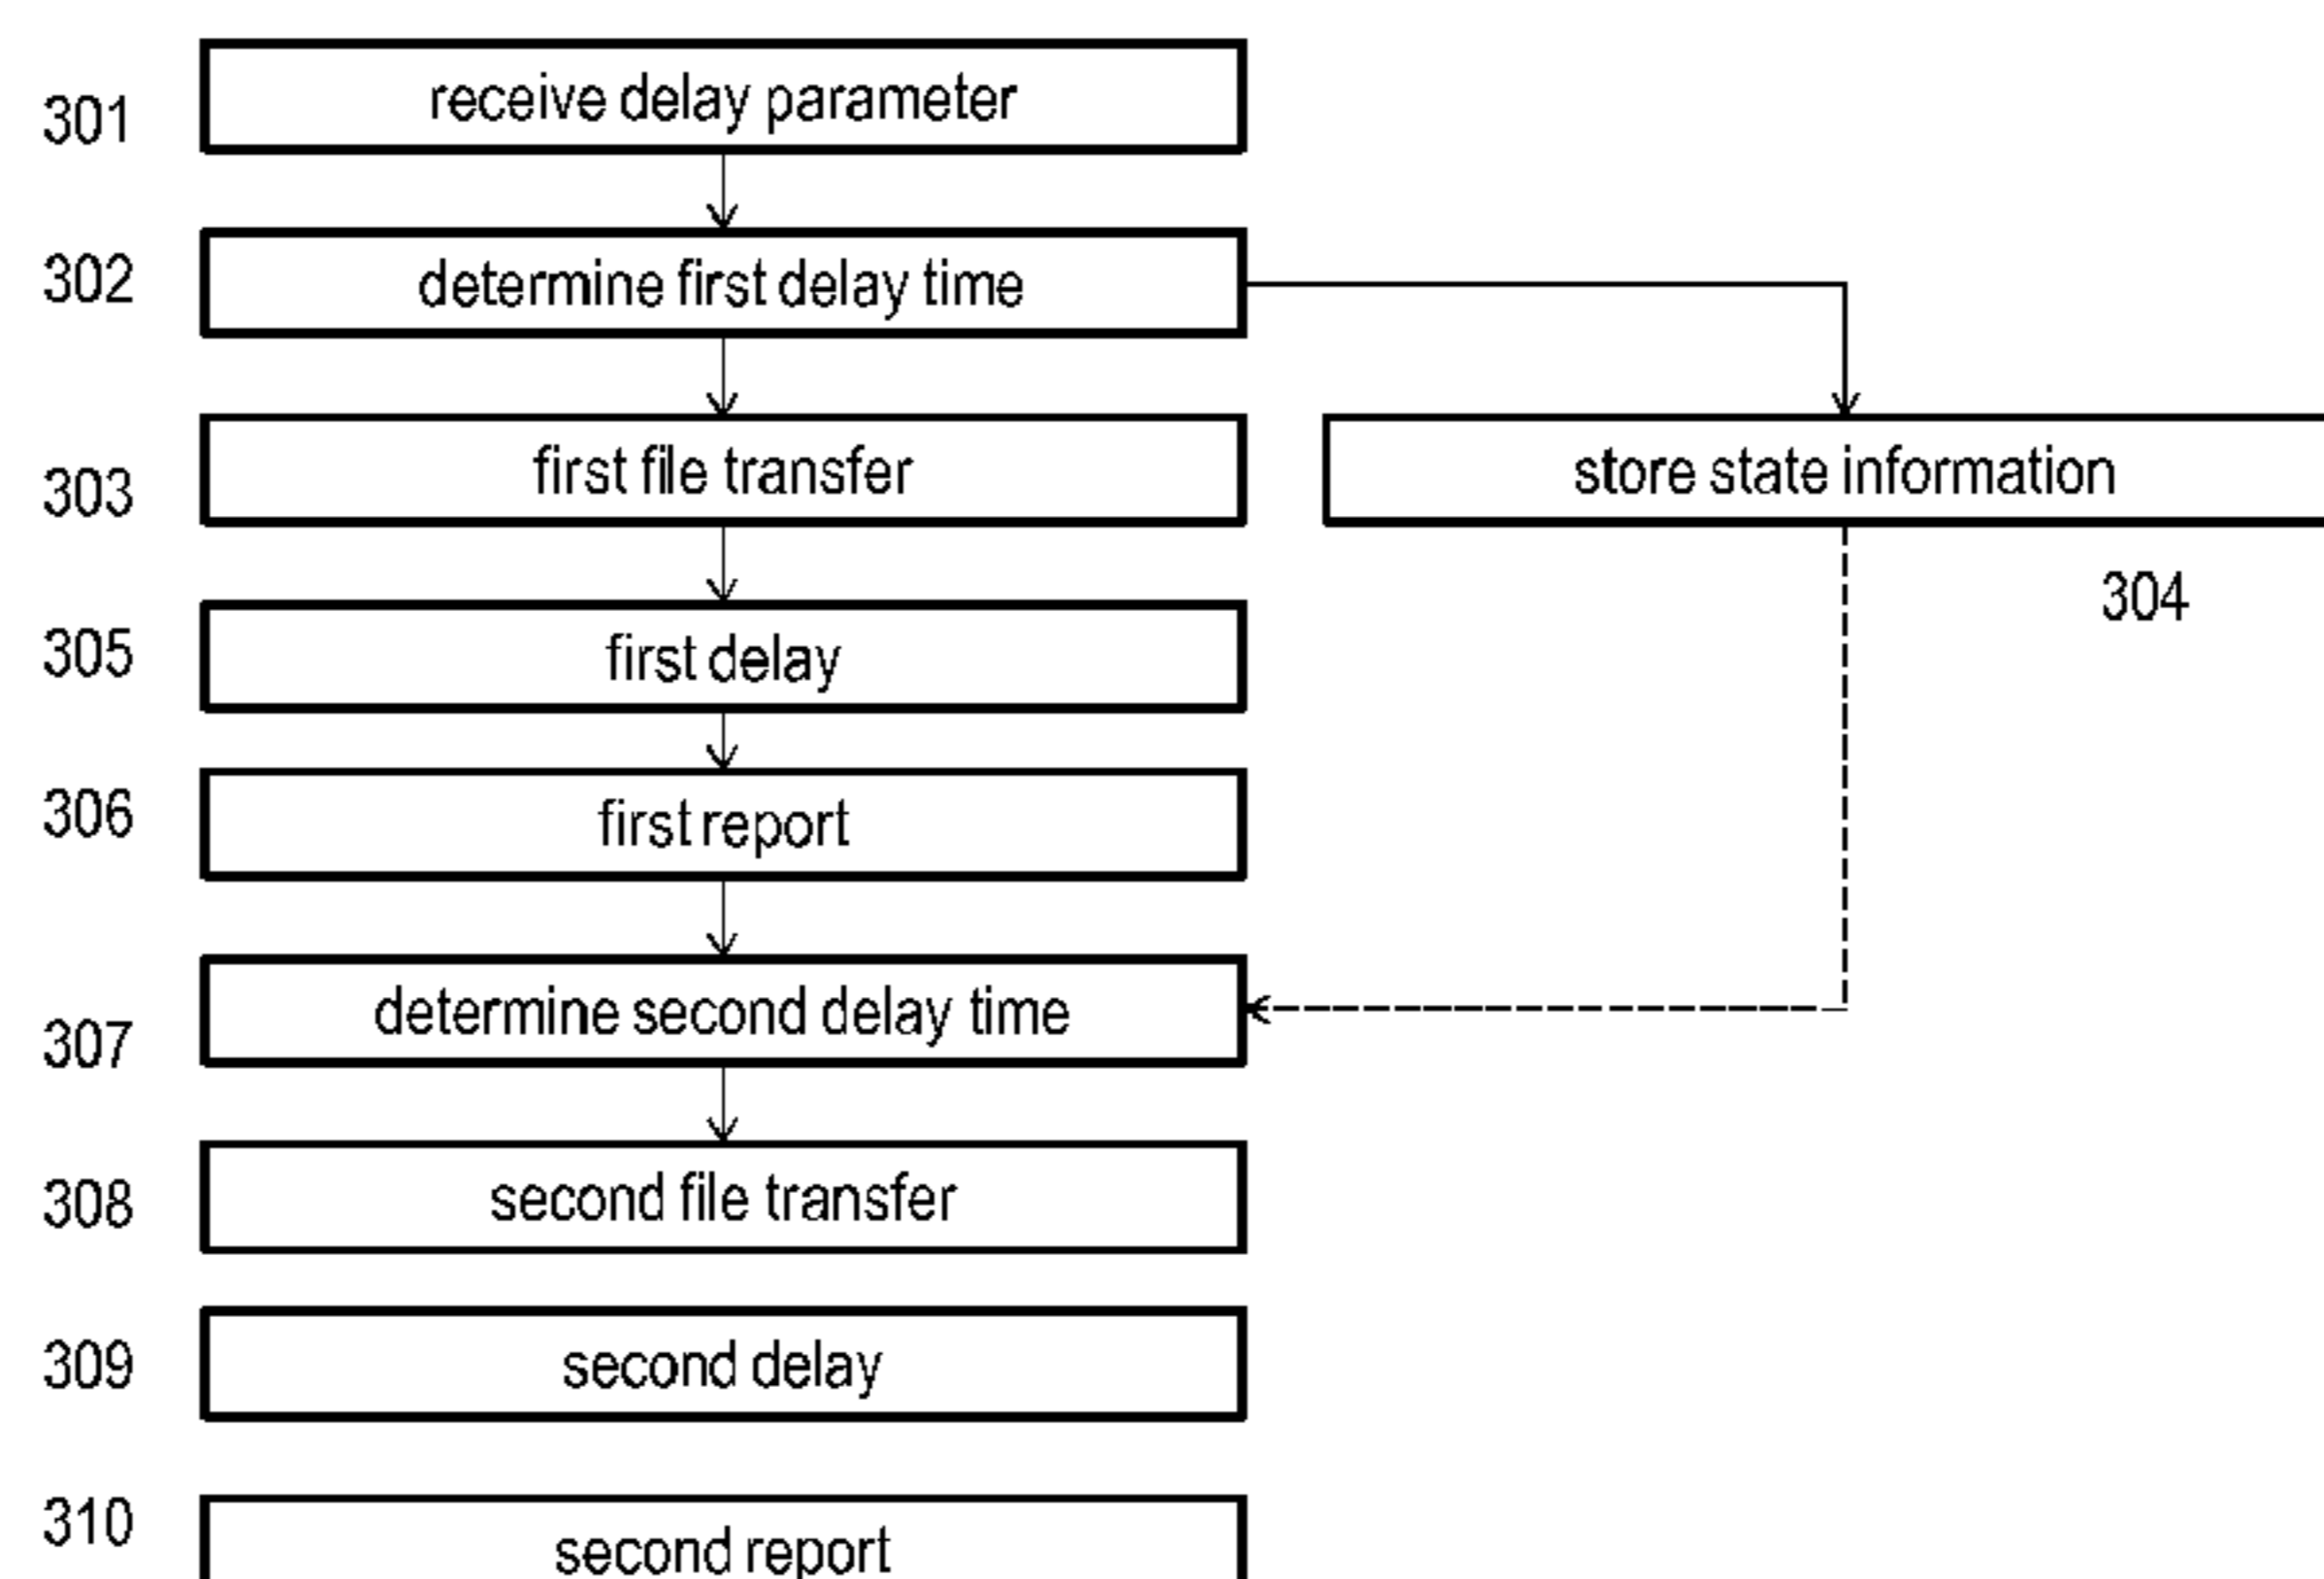 301 receive delay parameter
302 determine first delay time
303 first file transfer store state information
304
305 first delay
306 first report
307 determine second delay time
308 second file transfer
309 second delay
310 second report